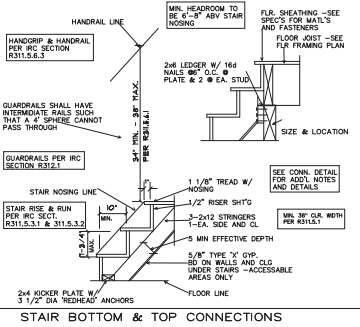 HANDRAIL LINE
MIN. HEADROOM TO
BE 6'-8" ABV STAIR
NOSING
FLR. SHEATHING -SEE
SPEC'S FOR MATL'S
AND FASTENERS
HANDGRIP & HANDRAIL
PER IRC SECTION
R311.5.6.3
FLOOR JOIST -SEE
FLR FRAMING PLAN
2x6 LEDGR. W/ 16d
NAILS @6" O.C. @
PLATE & 2 @ EA. STUD
34" MIN. - 38" MAX.
PER R311.5.6.1
GUARDRAILS SHALL HAVE
INTERMIDIATE RAILS SUCH
THAT A 4" SPHERE CANNOT
PASS THROUGH
SIZE & LOCATION
GUARDRAILS PER IRC
SECTION R312.1
SEE CONN. DETAIL
FOR ADD'L NOTES
AND DETAILS
1"
1 1/8" TREAD W/
NOSING
STAIR NOSING LINE
1/2" RISER SHT'G
STAIR RISE & RUN
PER IRC SECT.
R311.5.3.1 & 311.5.3.2
10"
MIN.
3-2x12 STRINGERS
1-EA. SIDE AND CL
MIN. 36" CLR. WIDTH
PER R311.5.1
5 MIN EFFECTIVE DEPTH
MAX.
5/8" TYPE 'X' GYP.
BD ON WALLS AND CLG
UNDER STAIRS -ACCESSABLE
AREAS ONLY
2x4 KICKER PLATE W/
3 1/2" DIA 'REDHEAD' ANCHORS
FLOOR LINE
STAIR BOTTOM & TOP CONNECTIONS